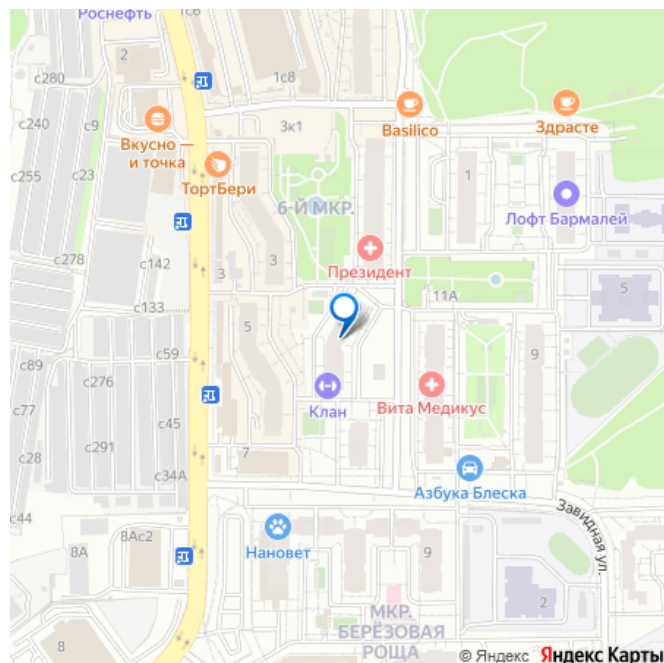 Роснефть
1с6
2
с280
1с8
с240
с9
3к1
Basilico
Здрасте
Вкусно —
и точка
с255
с23
ТортБери
1
6-Й МКР.
Лофт Бармалей
с278
с142
3
3
Президент
5
11А
с133
5
с89
с59
9
с276
с77
Клан
Вита Медикус
с45
с291
с28
7
с34А
Азбука Блеска
с44
Завидная ул.
8Ас2
8А
Нановет
9
2
МКР.
БЕРЁЗОВАЯ
РОЩА
8
© Яндекс Яндекс Карты